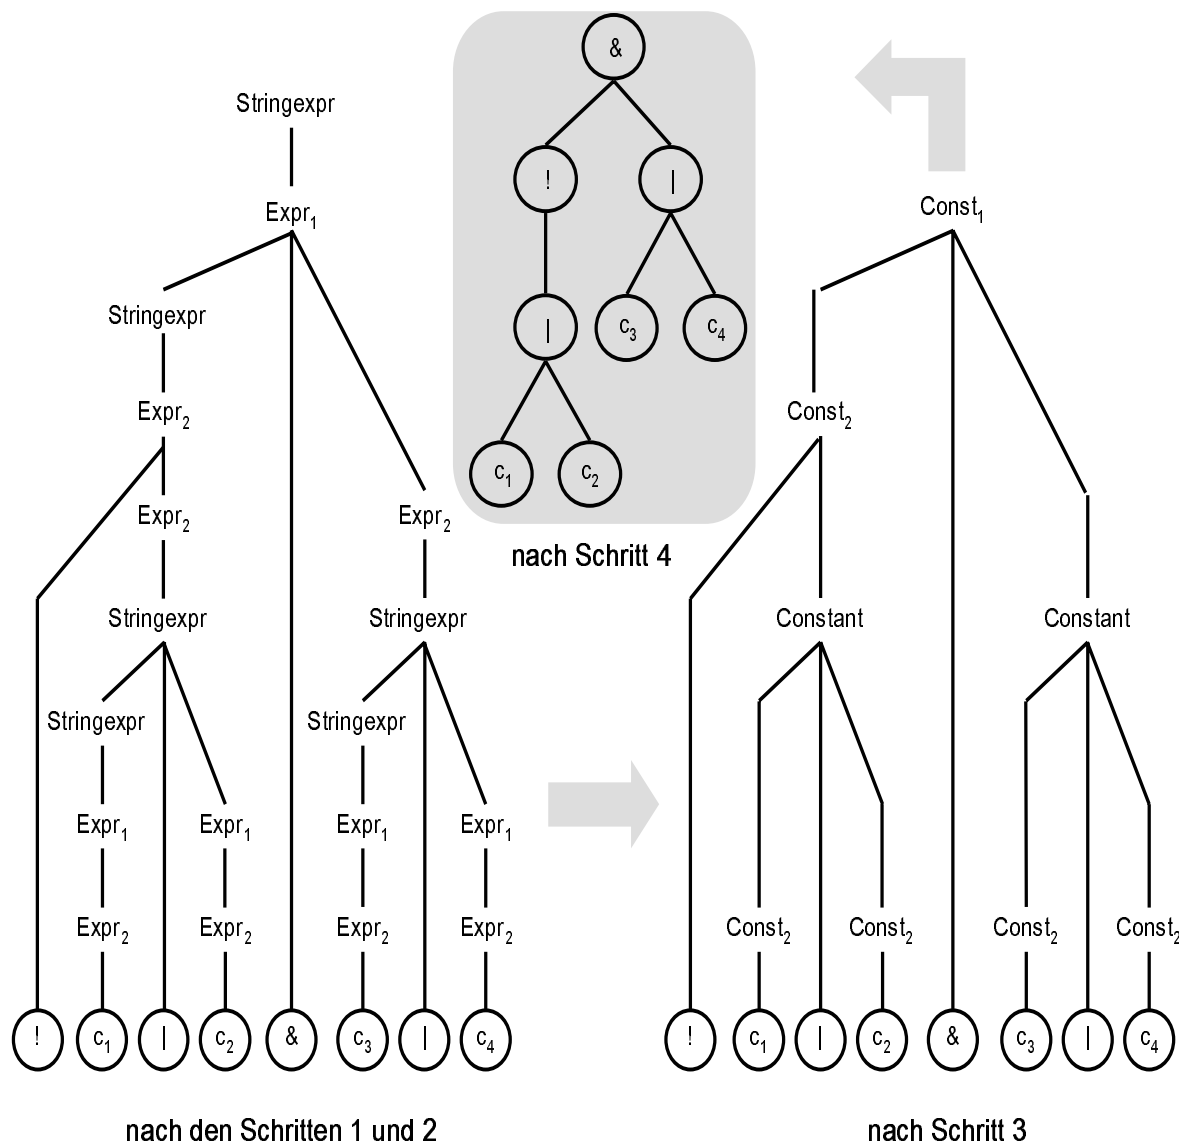 &
Stringexpr
! |
Expr₁
Const₁
Stringexpr
| c₃ c₄
Expr₂
Const₂
c₁ c₂
Expr₂
Expr₂
nach Schritt 4
Stringexpr
Stringexpr
Constant
Constant
Stringexpr
Stringexpr
Expr₁ Expr₁ Expr₁ Expr₁
Expr₂ Expr₂ Expr₂ Expr₂
Const₂ Const₂ Const₂ Const₂
! c₁ | c₂ & c₃ | c₄
! c₁ | c₂ & c₃ | c₄
nach den Schritten 1 und 2
nach Schritt 3